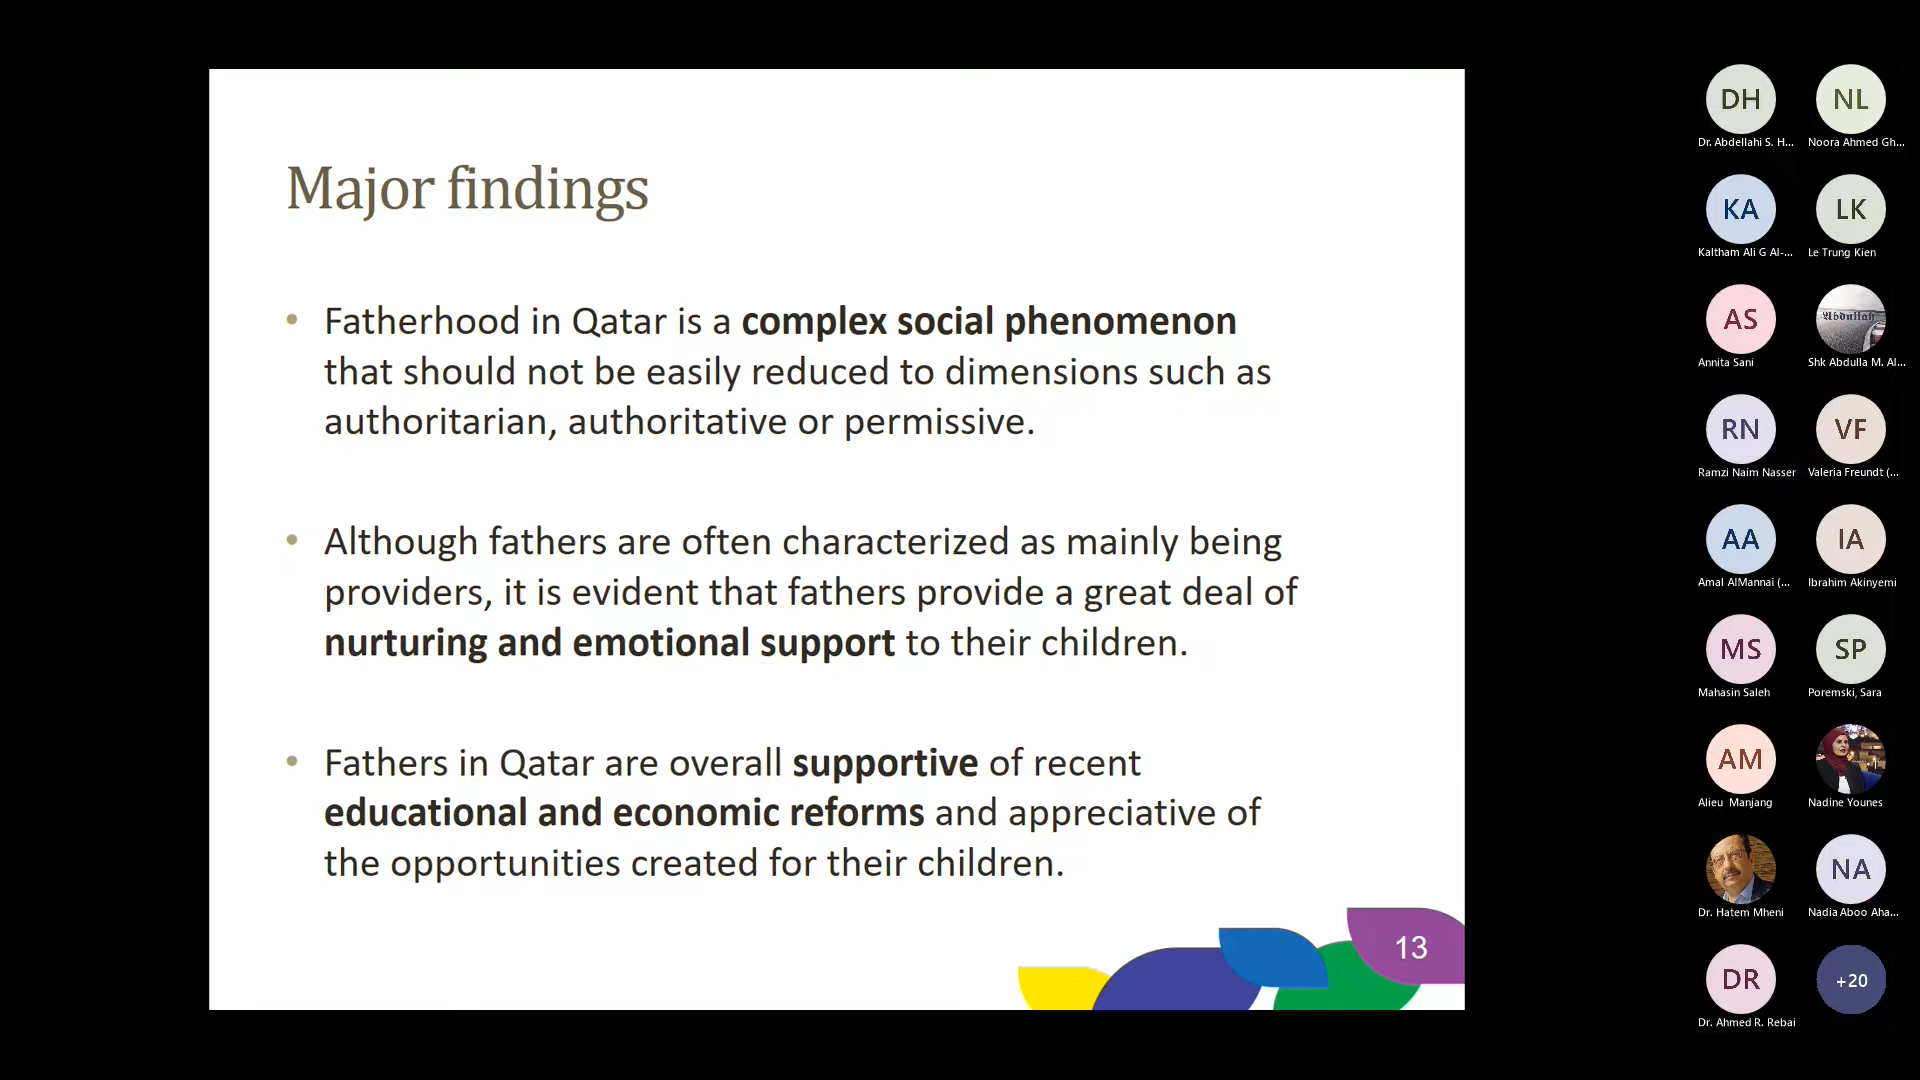 Major findings
• Fatherhood in Qatar is a complex social phenomenon
that should not be easily reduced to dimensions such as
authoritarian, authoritative or permissive.
• Although fathers are often characterized as mainly being
providers, it is evident that fathers provide a great deal of
nurturing and emotional support to their children.
• Fathers in Qatar are overall supportive of recent
educational and economic reforms and appreciative of
the opportunities created for their children.
13
DH
Dr. Abdellahi S. H...
NL
Noora Ahmed Gh...
KA
Kaltham Ali G Al-...
LK
Le Trung Kien
AS
Annita Sani
Abdullah
Shk Abdulla M. Al...
RN
Ramzi Naim Nasser
VF
Valeria Freundt (...
AA
Amal AlMannai (...
IA
Ibrahim Akinyemi
MS
Mahasin Saleh
SP
Poremski, Sara
AM
Alieu Manjang
Nadine Younes
Dr. Hatem Mheni
NA
Nadia Aboo Aha...
DR
Dr. Ahmed R. Rebai
+20